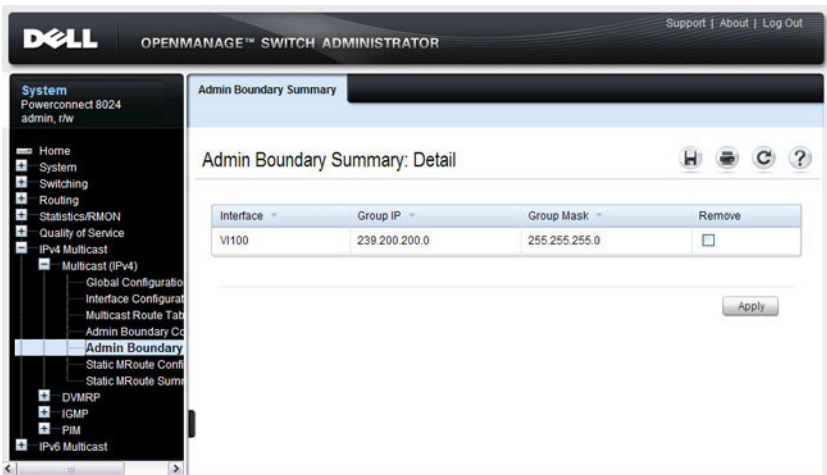 Support | About | Log Out
DELL OPENMANAGE™ SWITCH ADMINISTRATOR
System
Powerconnect 8024
admin, r/w
Home
System
Switching
Routing
Statistics/RMON
Quality of Service
IPv4 Multicast
Multicast (IPv4)
Global Configuratio
Interface Configurat
Multicast Route Tab
Admin Boundary Co
Admin Boundary
Static MRoute Confi
Static MRoute Summ
DVMRP
IGMP
PIM
IPv6 Multicast
Admin Boundary Summary
Admin Boundary Summary: Detail
Interface Group IP Group Mask Remove
Vl100 239.200.200.0 255.255.255.0
Apply